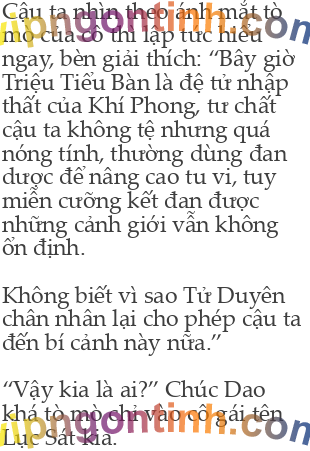 Cậu ta nhìn theo ánh mắt tò
mò của cô thì lập tức hiểu
ngay, bèn giải thích: “Bây giờ
Triệu Tiểu Bàn là đệ tử nhập
thất của Khí Phong, tư chất
cậu ta không tệ nhưng quá
nóng tính, thường dùng đan
dược để nâng cao tu vi, tuy
miễn cưỡng kết đan được
những cảnh giới vẫn không
ổn định.
Không biết vì sao Tử Duyên
chân nhân lại cho phép cậu ta
đến bí cảnh này nữa.”
“Vậy kia là ai?” Chúc Dao
khá tò mò chỉ vào cô gái tên
Lục Sát kia.
vipngontinh.com
vipngontinh.com